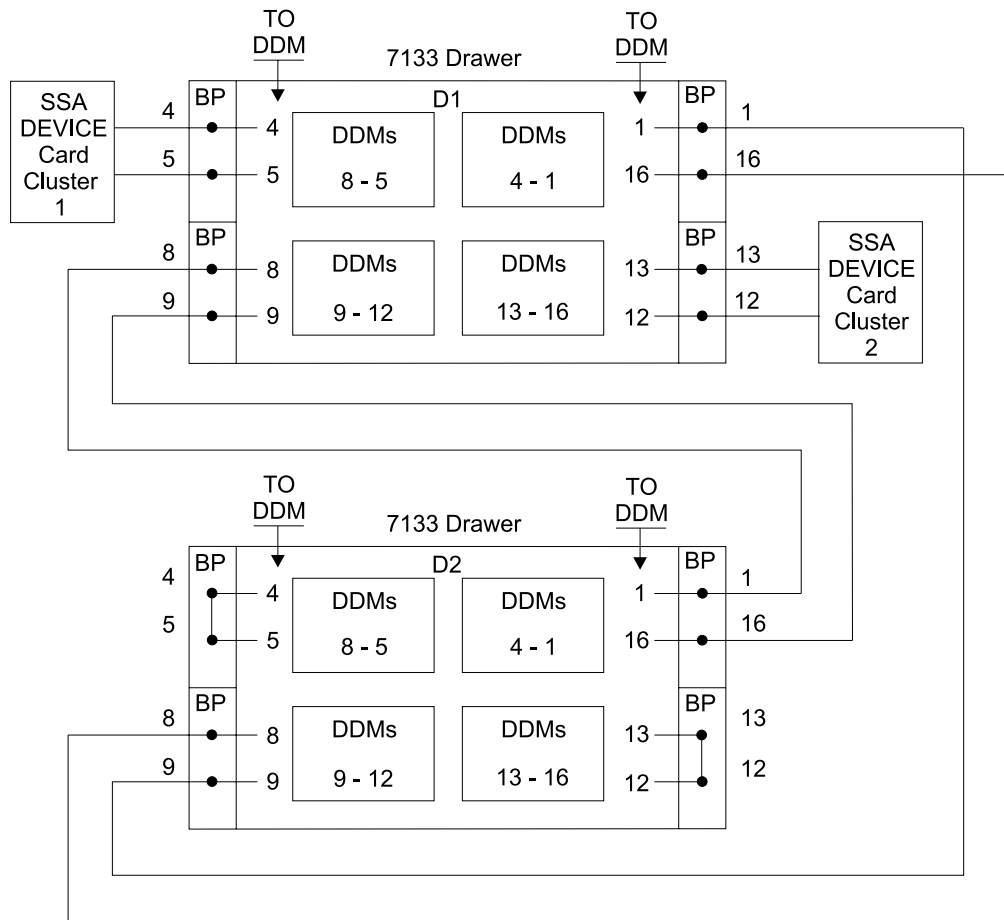 TO
DDM
TO
DDM
7133 Drawer
SSA
DEVICE
Card
Cluster
1
4
5
BP
4
5
D1
DDMs
8 - 5
DDMs
4 - 1
1
16
BP
1
16
8
9
BP
8
9
DDMs
9 - 12
DDMs
13 - 16
13
12
BP
13
12
SSA
DEVICE
Card
Cluster
2
TO
DDM
TO
DDM
7133 Drawer
4
5
BP
4
5
D2
DDMs
8 - 5
DDMs
4 - 1
1
16
BP
1
16
8
9
BP
8
9
DDMs
9 - 12
DDMs
13 - 16
13
12
BP
13
12